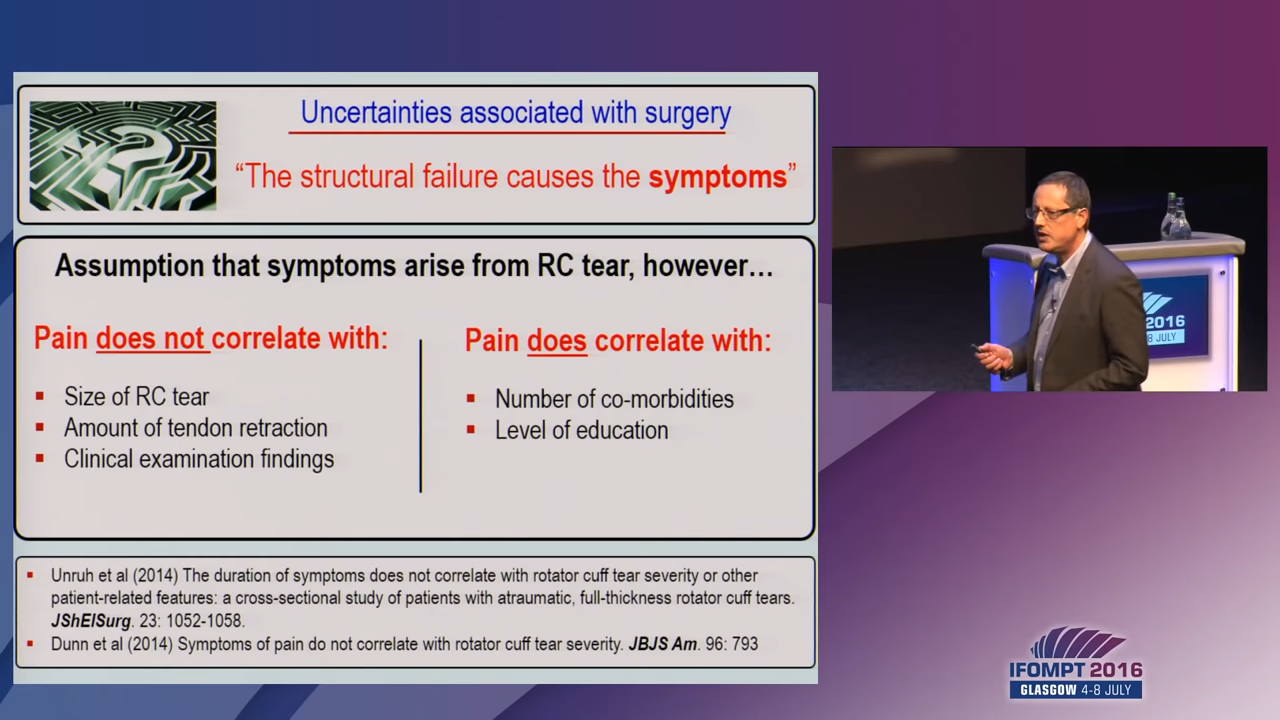 Uncertainties associated with surgery
“The structural failure causes the symptoms”
Assumption that symptoms arise from RC tear, however…
Pain does not correlate with:
▪ Size of RC tear
▪ Amount of tendon retraction
▪ Clinical examination findings
Pain does correlate with:
▪ Number of co-morbidities
▪ Level of education
▪ Unruh et al (2014) The duration of symptoms does not correlate with rotator cuff tear severity or other
patient-related features: a cross-sectional study of patients with atraumatic, full-thickness rotator cuff tears.
JShElSurg. 23: 1052-1058.
▪ Dunn et al (2014) Symptoms of pain do not correlate with rotator cuff tear severity. JBJS Am. 96: 793
2016
8 JULY
IFOMPT 2016
GLASGOW 4-8 JULY